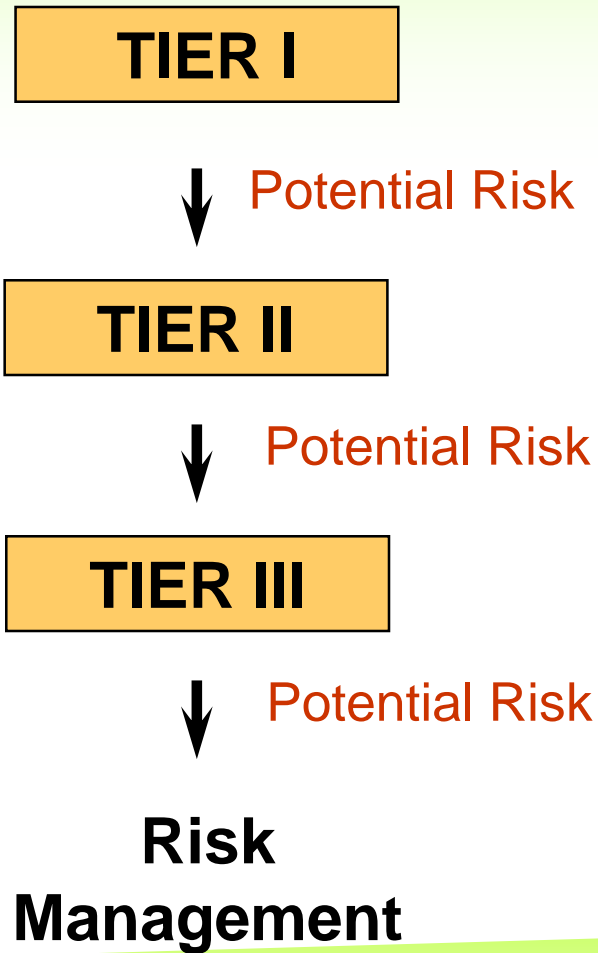 TIER I
Potential Risk
TIER II
Potential Risk
TIER III
Potential Risk
Risk
Management